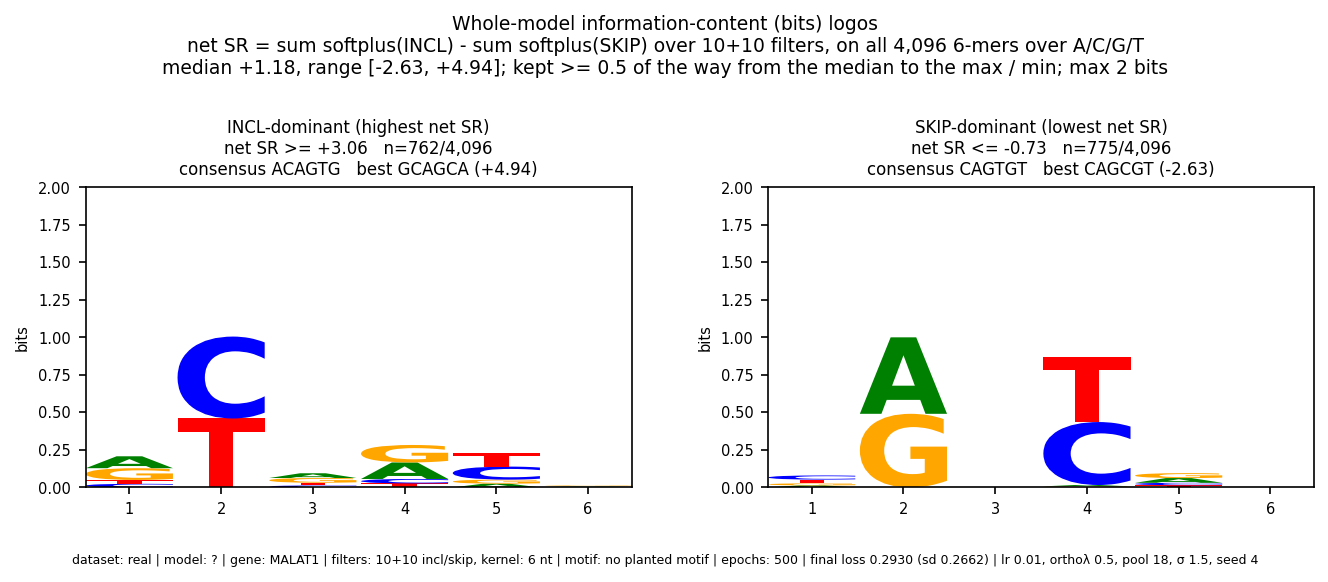 Whole-model information-content (bits) logos
net SR = sum softplus(INCL) - sum softplus(SKIP) over 10+10 filters, on all 4,096 6-mers over A/C/G/T
median +1.18, range [-2.63, +4.94]; kept >= 0.5 of the way from the median to the max / min; max 2 bits
INCL-dominant (highest net SR)
net SR >= +3.06   n=762/4,096
consensus ACAGTG   best GCAGCA (+4.94)
2.00
1.75
1.50
1.25
1.00
0.75
0.50
0.25
0.00
bits
C
T
A
G
T
C
A
G
T
G
A
C
T
T
C
G
A
1 2 3 4 5 6
SKIP-dominant (lowest net SR)
net SR <= -0.73   n=775/4,096
consensus CAGTGT   best CAGCGT (-2.63)
2.00
1.75
1.50
1.25
1.00
0.75
0.50
0.25
0.00
bits
C
T
G
A
G
T
C
G
A
C
1 2 3 4 5 6
dataset: real | model: ? | gene: MALAT1 | filters: 10+10 incl/skip, kernel: 6 nt | motif: no planted motif | epochs: 500 | final loss 0.2930 (sd 0.2662) | lr 0.01, orthoλ 0.5, pool 18, σ 1.5, seed 4